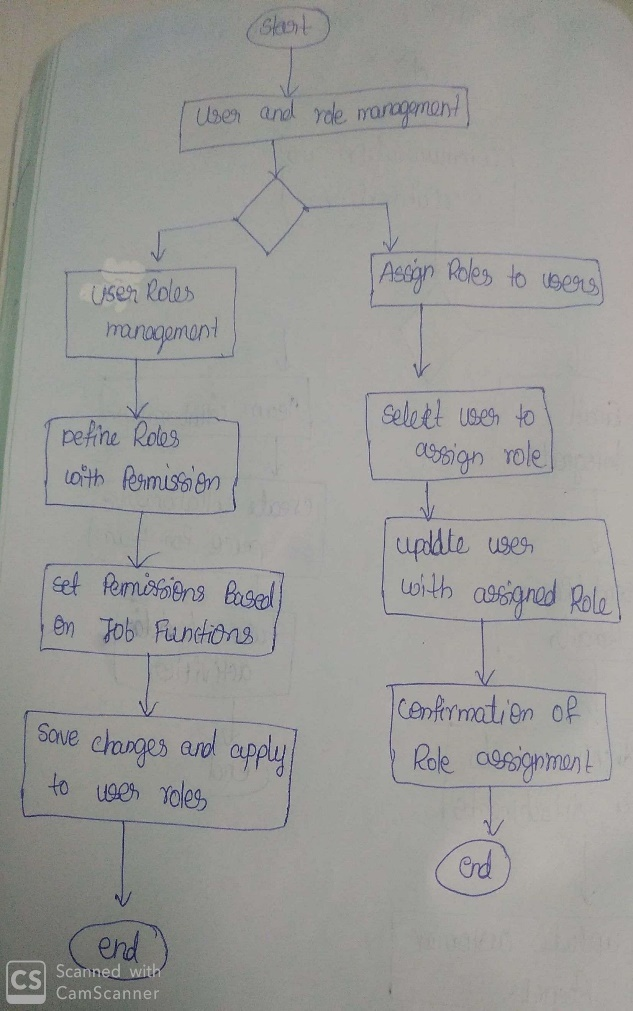 Start
User and role management
User Roles
management
Define Roles
with Permission
Set Permissions Based
on Job Functions
Save changes and apply
to user roles
end
Assign Roles to users
Select user to
assign role
update user
with assigned Role
Confirmation of
Role assignment
end
CS
Scanned with
CamScanner